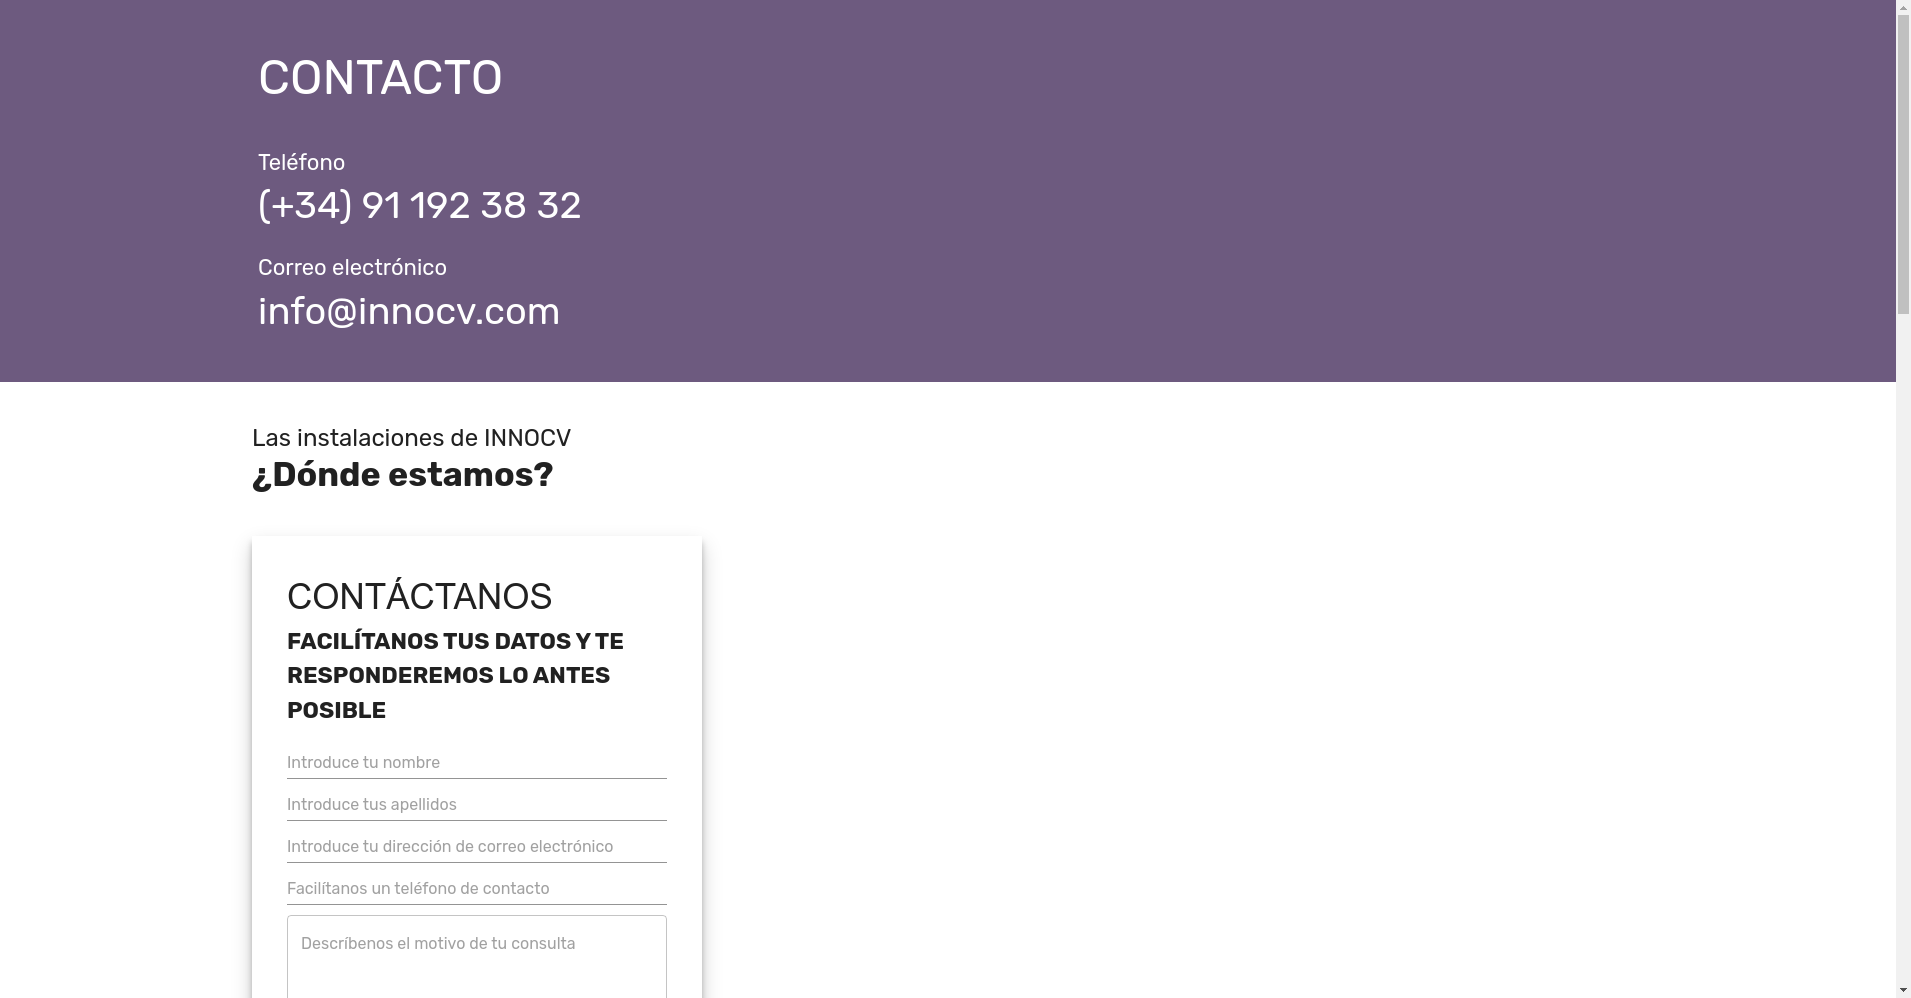 CONTACTO
Teléfono
(+34) 91 192 38 32
Correo electrónico
info@innocv.com
Las instalaciones de INNOCV
¿Dónde estamos?
CONTÁCTANOS
FACILÍTANOS TUS DATOS Y TE
RESPONDEREMOS LO ANTES
POSIBLE
Introduce tu nombre
Introduce tus apellidos
Introduce tu dirección de correo electrónico
Facilítanos un teléfono de contacto
Descríbenos el motivo de tu consulta